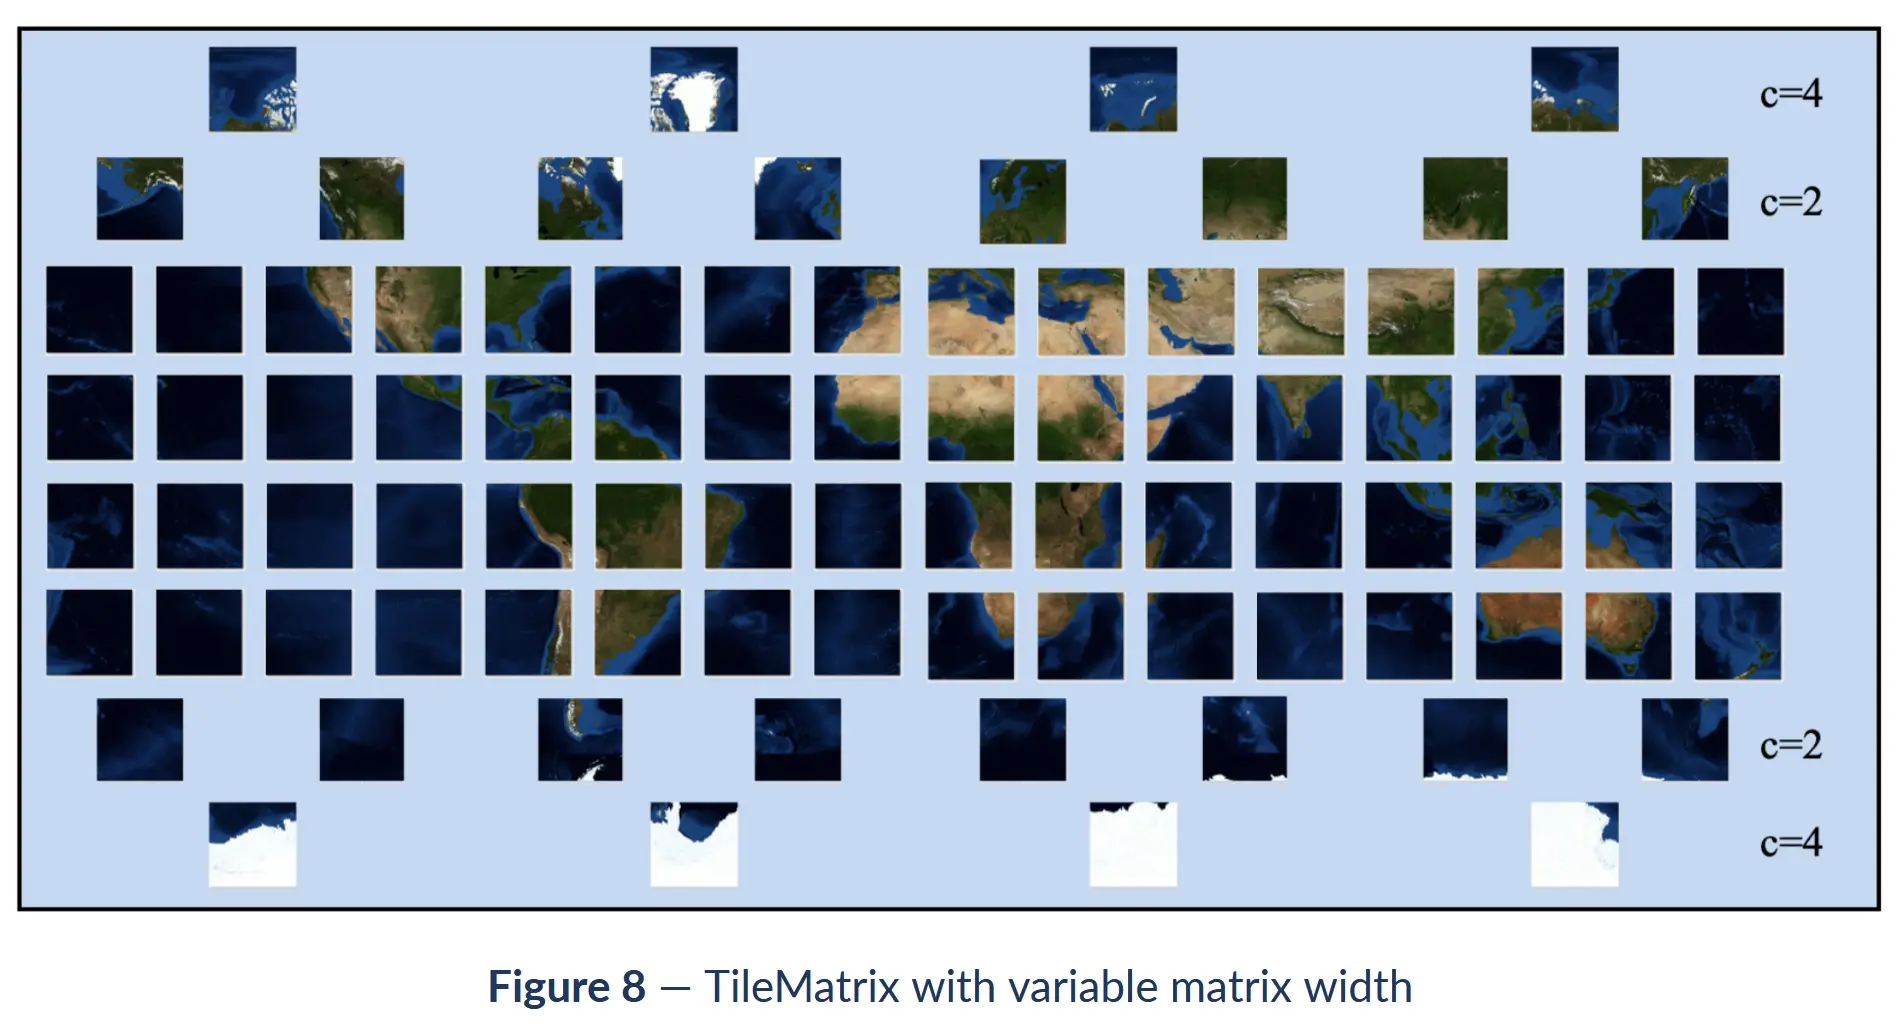 c=4
c=2
c=2
c=4
Figure 8 — TileMatrix with variable matrix width